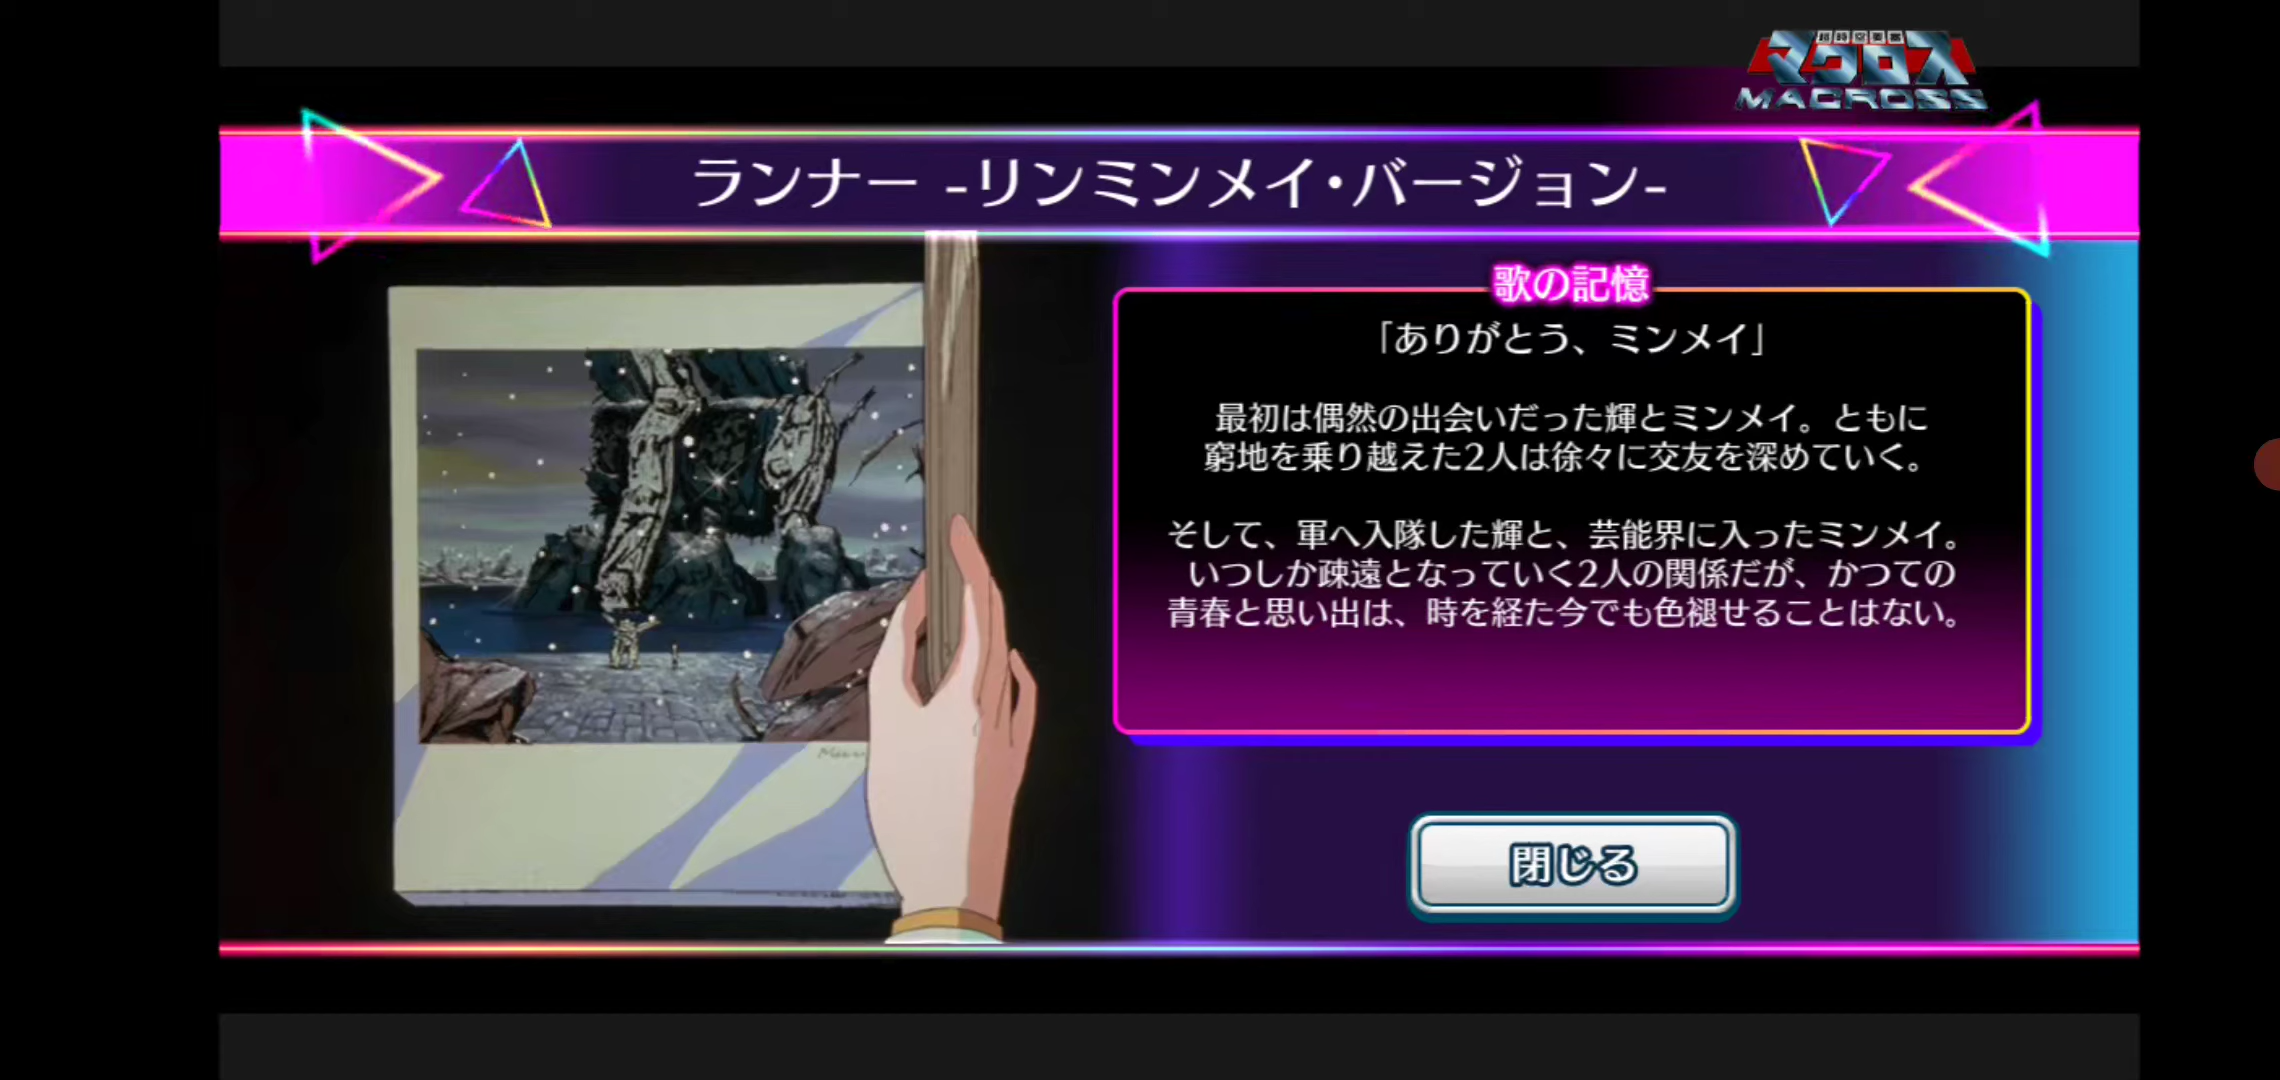 超時空要塞
マクロス
MACROSS
ランナー -リンミンメイ・バージョン-
歌の記憶
「ありがとう、ミンメイ」
最初は偶然の出会いだった輝とミンメイ。ともに
窮地を乗り越えた2人は徐々に交友を深めていく。
そして、軍へ入隊した輝と、芸能界に入ったミンメイ。
いつしか疎遠となっていく2人の関係だが、かつての
青春と思い出は、時を経た今でも色褪せることはない。
閉じる